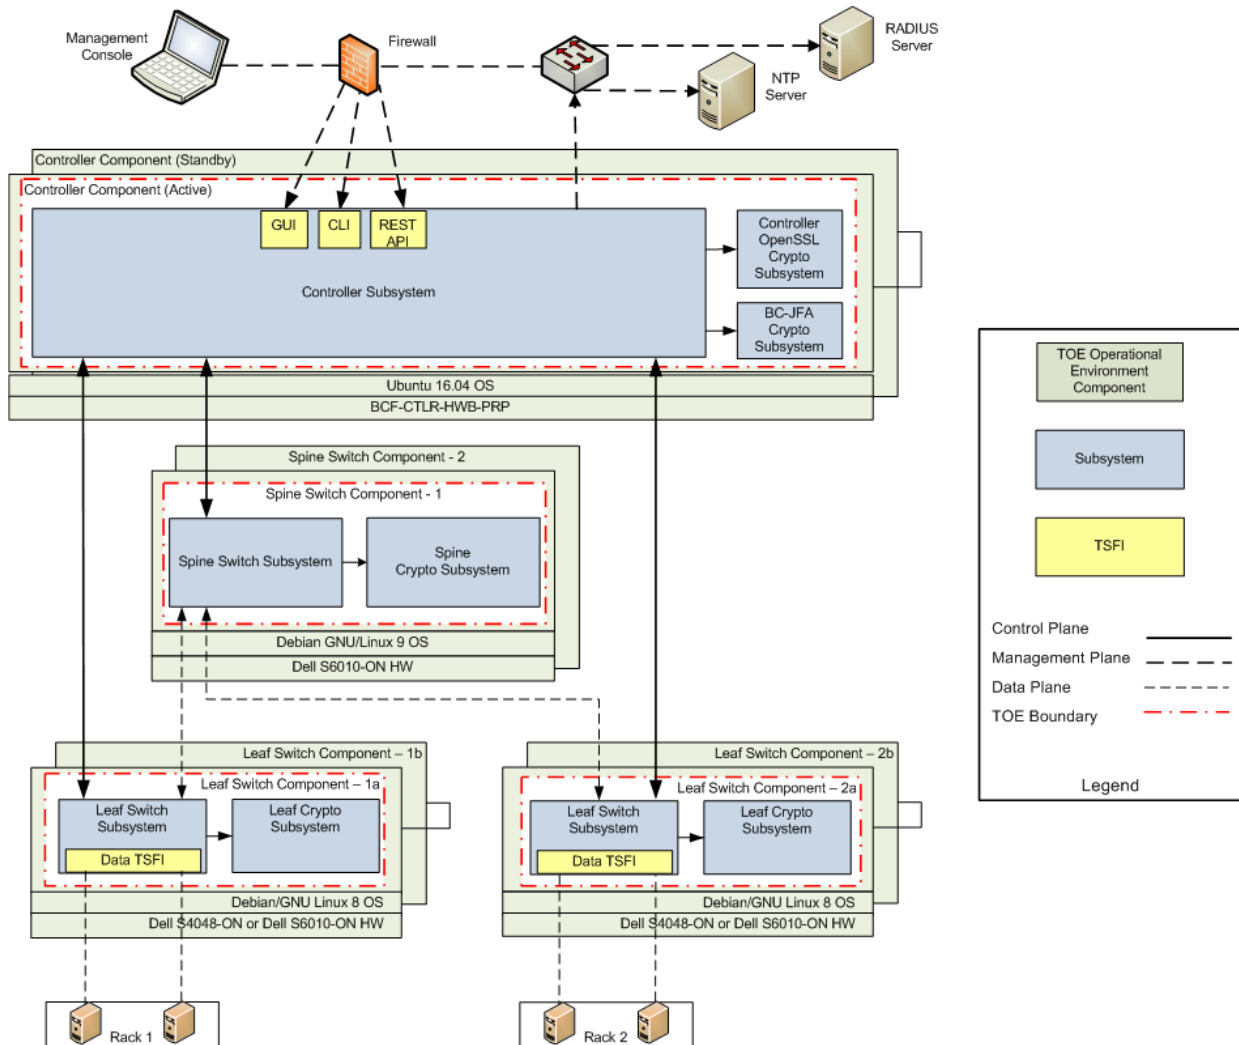 Management
Console
Firewall
RADIUS
Server
NTP
Server
Controller Component (Standby)
Controller Component (Active)
GUI
CLI
REST
API
Controller
OpenSSL
Crypto
Subsystem
Controller Subsystem
BC-JFA
Crypto
Subsystem
Ubuntu 16.04 OS
BCF-CTLR-HWB-PRP
TOE Operational
Environment
Component
Subsystem
TSFI
Control Plane
Management Plane
Data Plane
TOE Boundary
Legend
Spine Switch Component - 2
Spine Switch Component - 1
Spine Switch Subsystem
Spine
Crypto Subsystem
Debian GNU/Linux 9 OS
Dell S6010-ON HW
Leaf Switch Component – 1b
Leaf Switch Component – 1a
Leaf Switch
Subsystem
Data TSFI
Leaf Crypto
Subsystem
Debian/GNU Linux 8 OS
Dell S4048-ON or Dell S6010-ON HW
Rack 1
Leaf Switch Component – 2b
Leaf Switch Component – 2a
Leaf Switch
Subsystem
Data TSFI
Leaf Crypto
Subsystem
Debian/GNU Linux 8 OS
Dell S4048-ON or Dell S6010-ON HW
Rack 2